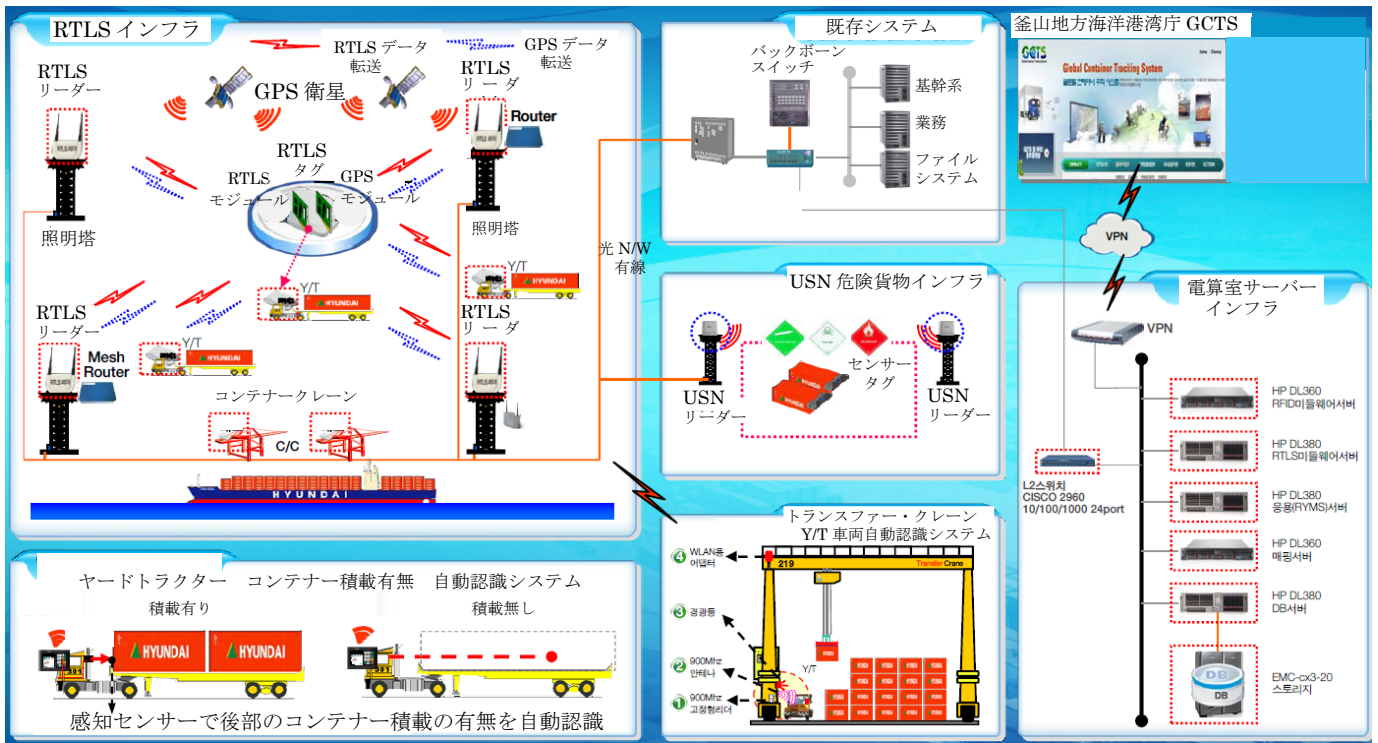 RTLS インフラ
RTLS データ
転送
GPS データ
転送
RTLS
リーダー
GPS 衛星
RTLS
リーダ
Router
RTLS
タグ
RTLS
モジュール
GPS
モジュール
照明塔
照明塔
光 N/W
有線
Y/T
HYUNDAI
Y/T
HYUNDAI
RTLS
リーダー
Mesh
Router
Y/T
HYUNDAI
RTLS
リーダ
コンテナークレーン
C/C
HYUNDAI
既存システム
バックボーン
スイッチ
基幹系
業務
ファイル
システム
釜山地方海洋港湾庁 GCTS
GCTS
Global Container Tracking System
VPN
USN 危険貨物インフラ
センサー
タグ
USN
リーダー
USN
リーダー
電算室サーバー
インフラ
VPN
HP DL360
RFID미들웨어서버
HP DL380
RTLS미들웨어서버
L2스위치
CISCO 2960
10/100/1000 24port
HP DL380
응용(RYMS)서버
HP DL360
매핑서버
HP DL380
DB서버
EMC-cx3-20
스토리지
DB
DB
ヤードトラクター コンテナー積載有無 自動認識システム
積載有り
積載無し
HYUNDAI
HYUNDAI
感知センサーで後部のコンテナー積載の有無を自動認識
トランスファー・クレーン
Y/T 車両自動認識システム
4 WLAN용
어댑터
219
Transfer Crane
3 경광등
2 900Mhz
안테나
1 900Mhz
고정형리더
Y/T